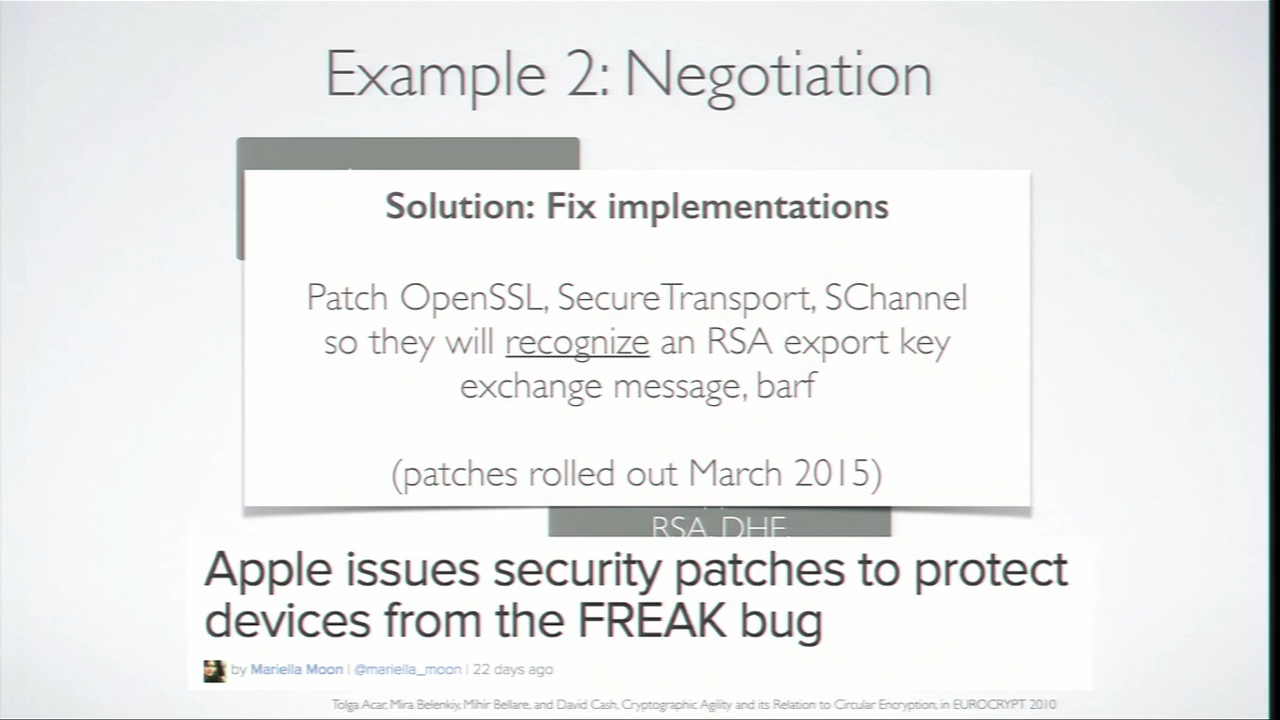 Example 2: Negotiation
Solution: Fix implementations
Patch OpenSSL, SecureTransport, SChannel
so they will recognize an RSA export key
exchange message, barf
(patches rolled out March 2015)
RSA, DHE,
Apple issues security patches to protect
devices from the FREAK bug
by Mariella Moon | @mariella_moon | 22 days ago
Tolga Acar, Mira Belenkiy, Mihir Bellare, and David Cash, Cryptographic Agility and its Relation to Circular Encryption, in EUROCRYPT 2010